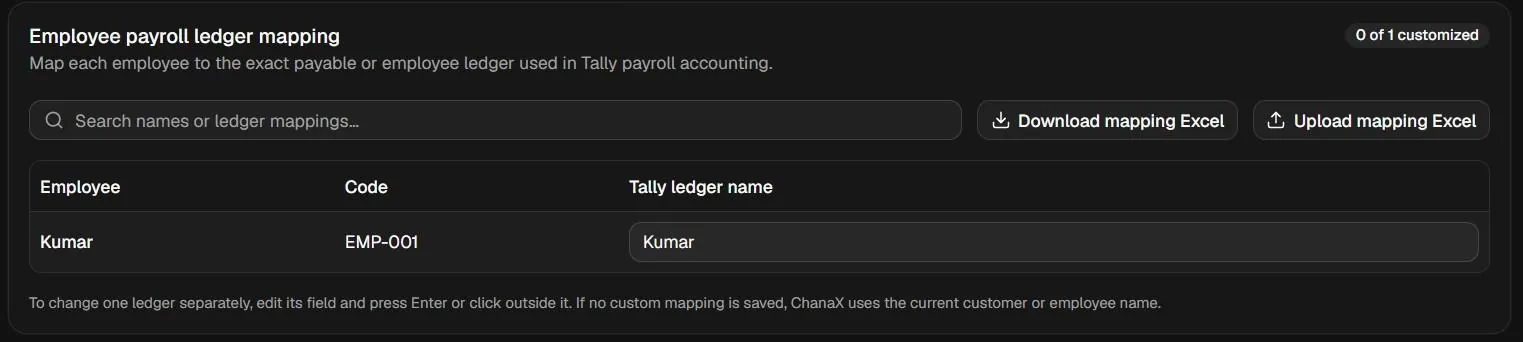 Employee payroll ledger mapping
0 of 1 customized
Map each employee to the exact payable or employee ledger used in Tally payroll accounting.
Search names or ledger mappings...
Download mapping Excel
Upload mapping Excel
Employee Code Tally ledger name
Kumar EMP-001 Kumar
To change one ledger separately, edit its field and press Enter or click outside it. If no custom mapping is saved, ChanaX uses the current customer or employee name.